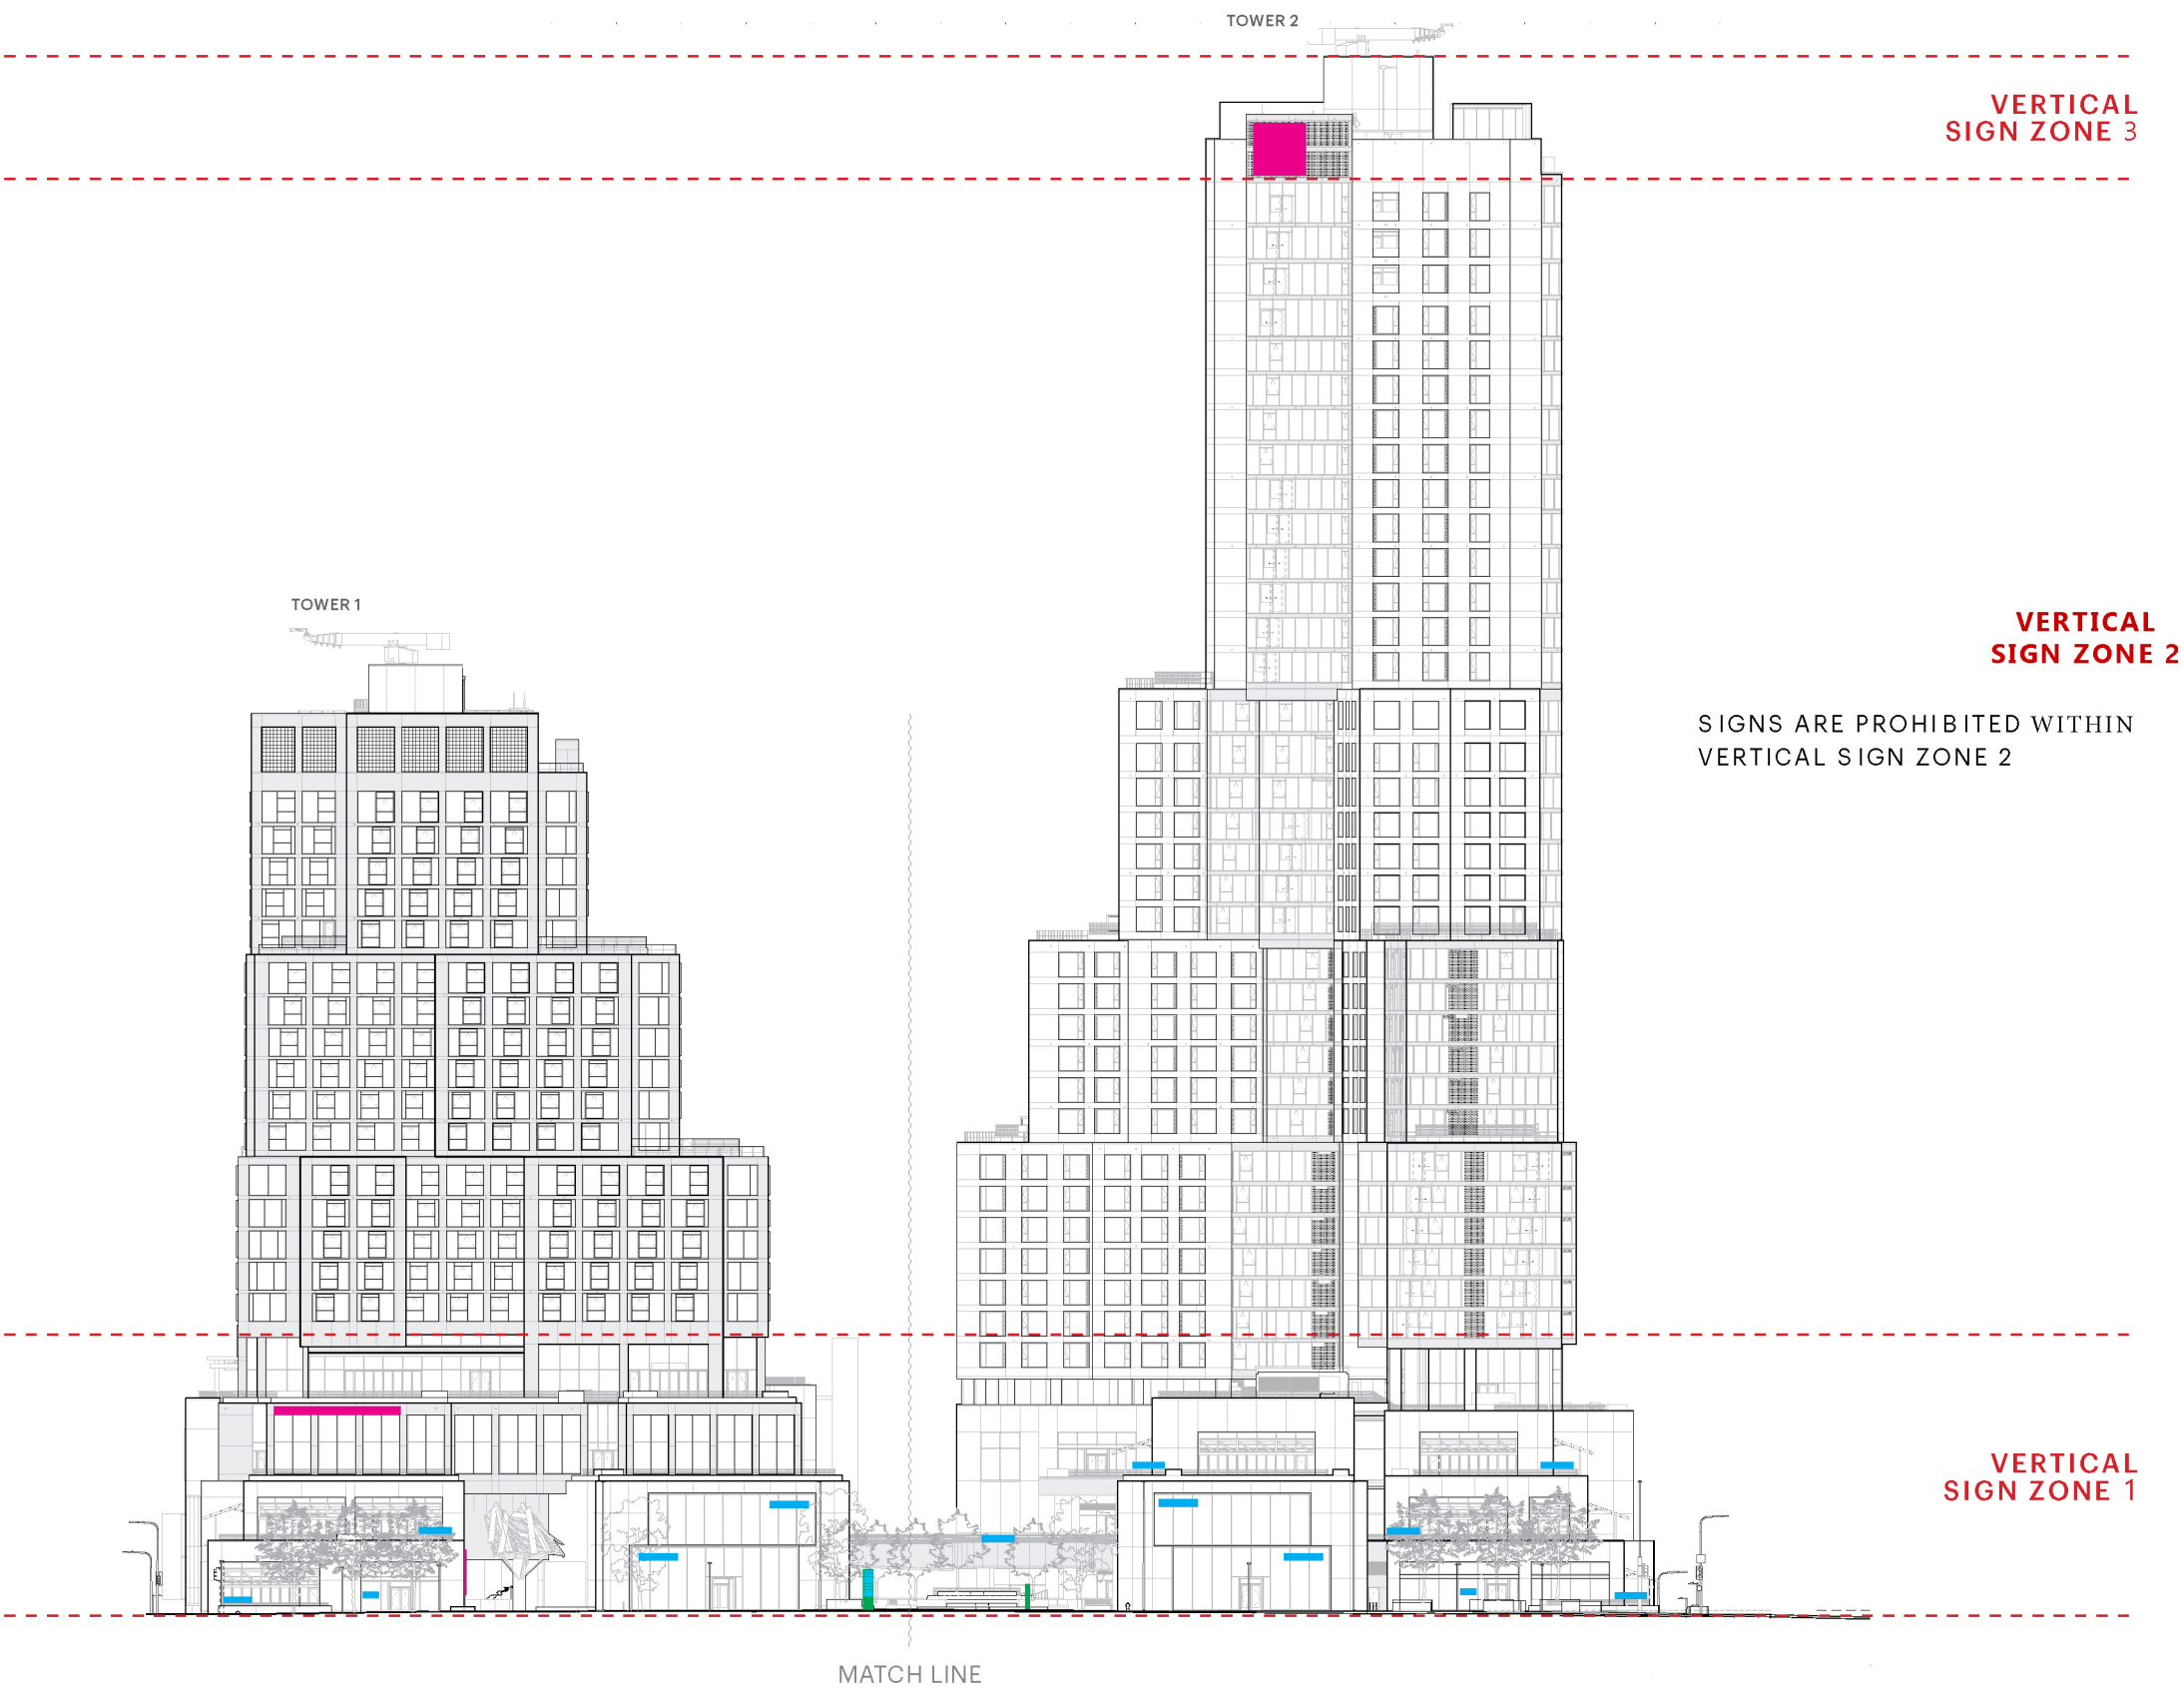 TOWER 2
VERTICAL
SIGN ZONE 3
TOWER 1
VERTICAL
SIGN ZONE 2
SIGNS ARE PROHIBITED WITHIN
VERTICAL SIGN ZONE 2
VERTICAL
SIGN ZONE 1
MATCH LINE